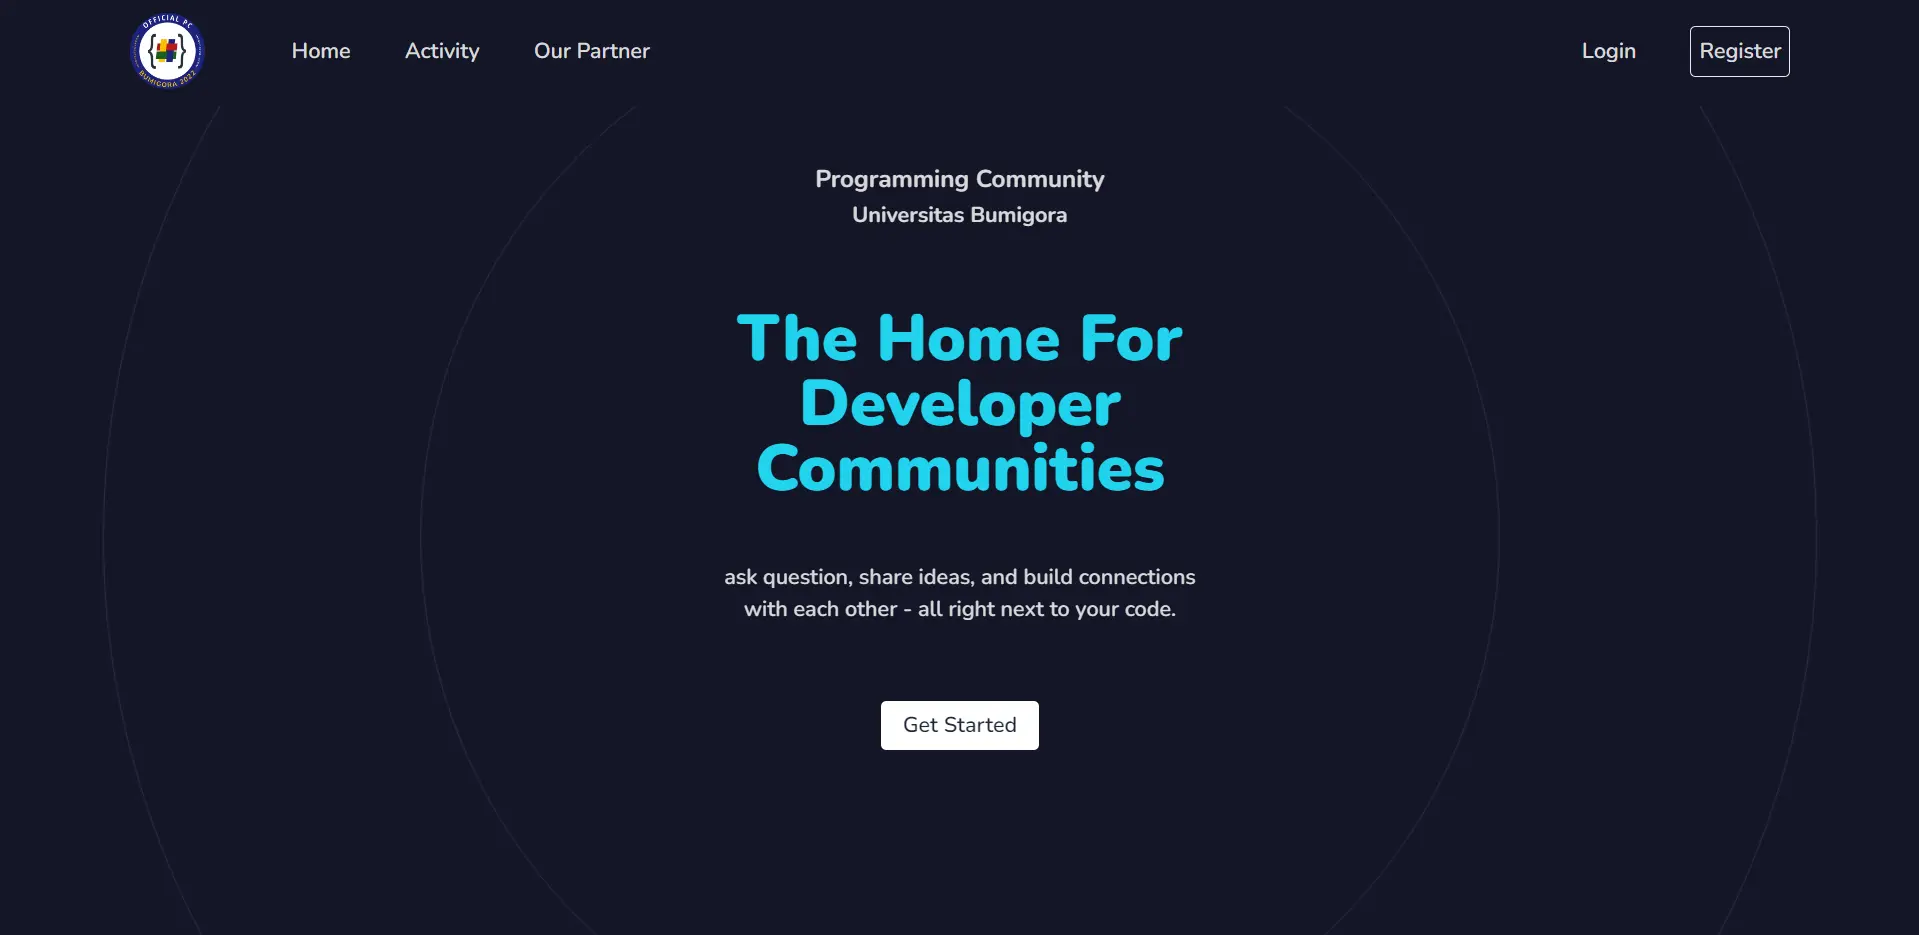 OFFICIAL PC
BUMIGORA 2022
Home
Activity
Our Partner
Login
Register
Programming Community
Universitas Bumigora
The Home For
Developer
Communities
ask question, share ideas, and build connections
with each other - all right next to your code.
Get Started